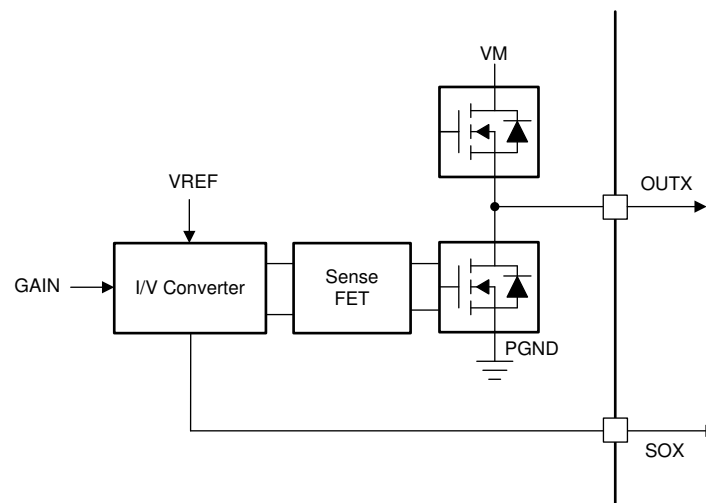 VM
VREF
OUTX
GAIN
I/V Converter
Sense
FET
PGND
SOX